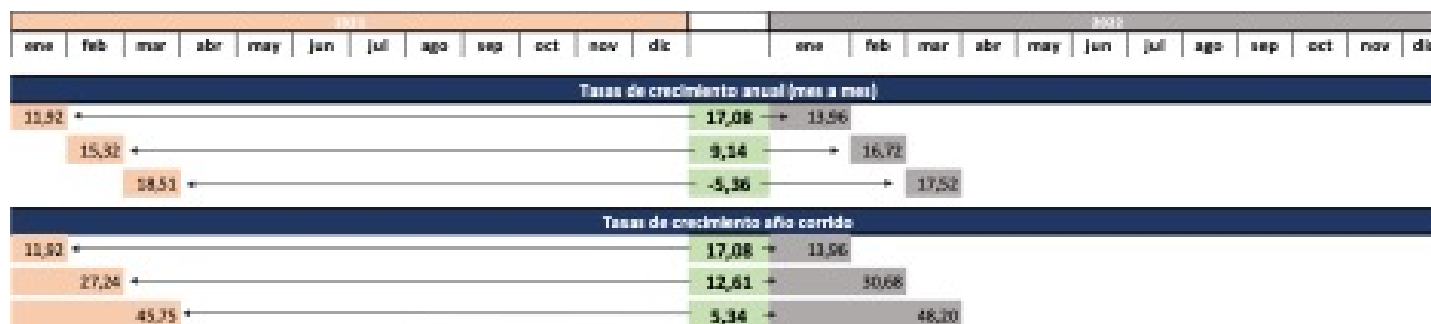 2021 2022
ene feb mar abr may jun jul ago sep oct nov dic ene feb mar abr may jun jul ago sep oct nov dic
Tasas de crecimiento anual (mes a mes)
11,92 17,08 13,96
15,32 9,14 16,72
18,51 -5,36 17,52
Tasas de crecimiento año corrido
11,92 17,08 13,96
27,24 12,61 30,68
45,75 5,34 48,20